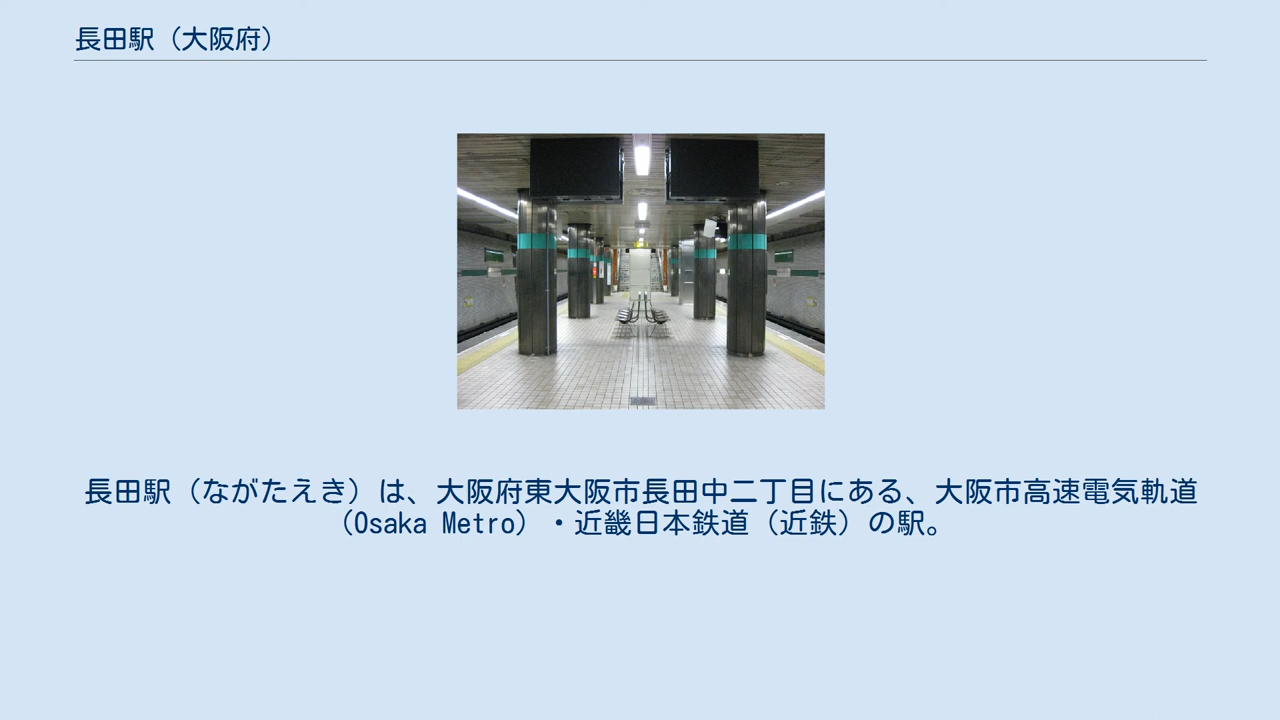 長田駅（大阪府）
長田駅（ながたえき）は、大阪府東大阪市長田中二丁目にある、大阪市高速電気軌道
（Osaka Metro）・近畿日本鉄道（近鉄）の駅。